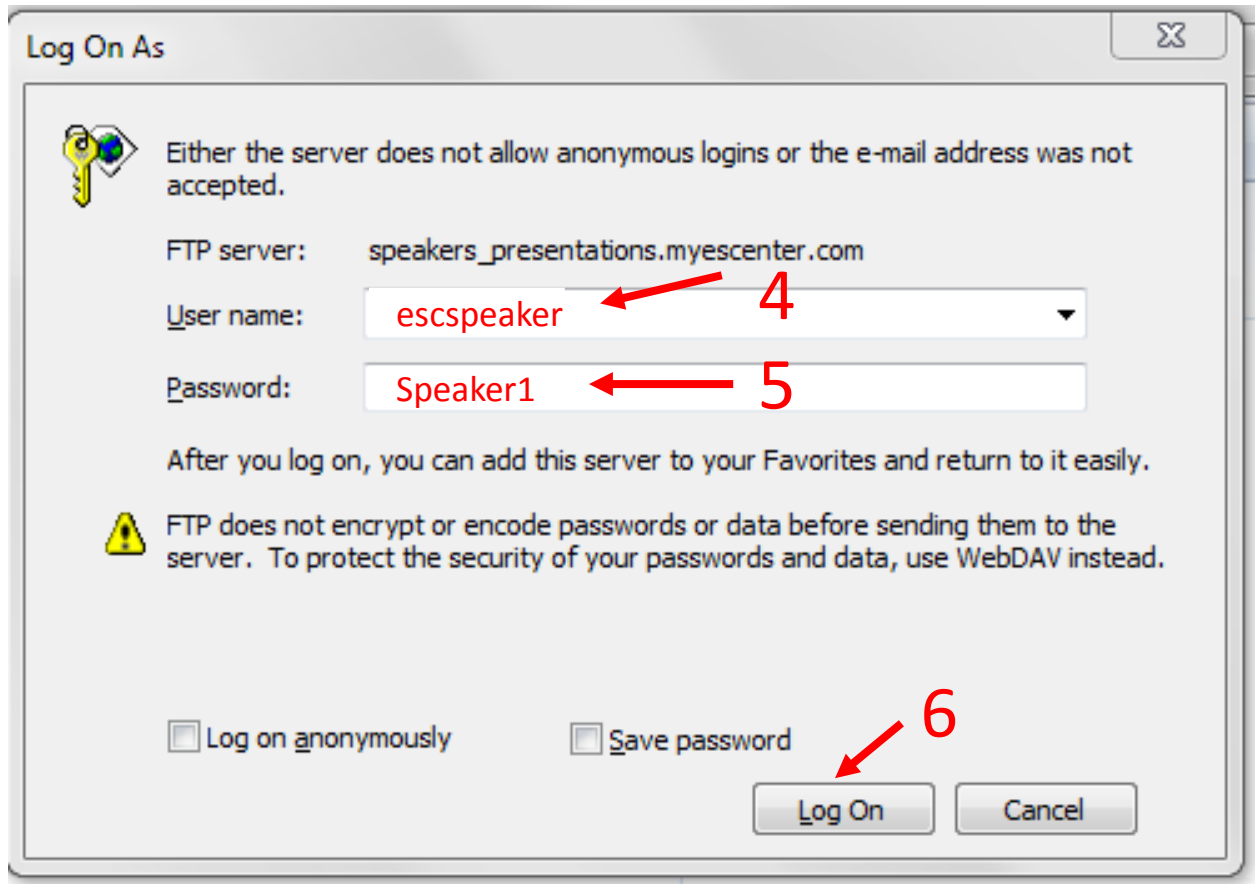 Log On As
Either the server does not allow anonymous logins or the e-mail address was not
accepted.
FTP server: speakers_presentations.myescenter.com
User name: escspeaker 4
Password: Speaker1 5
After you log on, you can add this server to your Favorites and return to it easily.
FTP does not encrypt or encode passwords or data before sending them to the
server. To protect the security of your passwords and data, use WebDAV instead.
Log on anonymously Save password 6
Log On Cancel